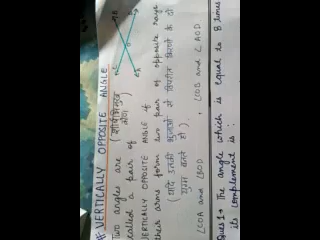 # VERTICALLY OPPOSITE ANGLE
Two angles are (शीर्षाभिमुख कोण)
called a pair of
VERTICALLY OPPOSITE ANGLE if
their arms form two pair of opposite rays
(यदि उनकी भुजाओं से विपरीत किरणों के दो
युग्म बनते हों).
∠COA and ∠BOD , ∠COB and ∠AOD
Ques 1→ The angle which is equal to 8 times
its complement is :